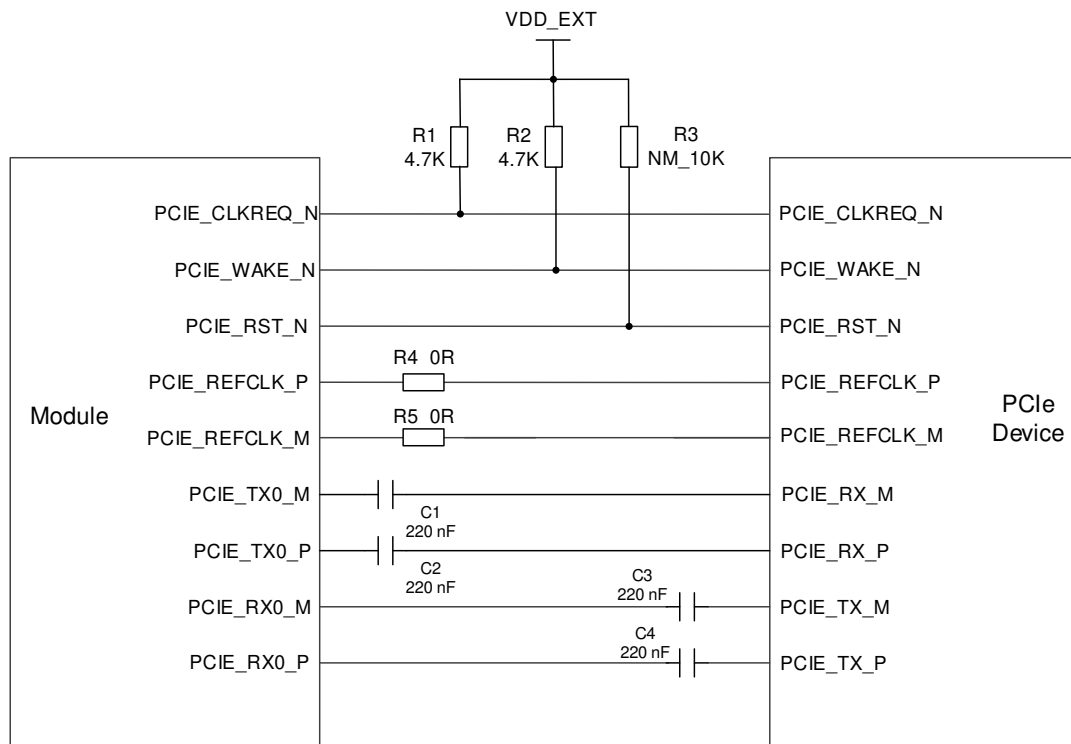 VDD_EXT
R1
4.7K
R2
4.7K
R3
NM_10K
PCIE_CLKREQ_N
PCIE_CLKREQ_N
PCIE_WAKE_N
PCIE_WAKE_N
PCIE_RST_N
PCIE_RST_N
R4 0R
PCIE_REFCLK_P
PCIE_REFCLK_P
Module
R5 0R
PCIe
Device
PCIE_REFCLK_M
PCIE_REFCLK_M
PCIE_TX0_M
PCIE_RX_M
C1
220 nF
PCIE_TX0_P
PCIE_RX_P
C2
220 nF
C3
220 nF
PCIE_RX0_M
PCIE_TX_M
C4
220 nF
PCIE_RX0_P
PCIE_TX_P